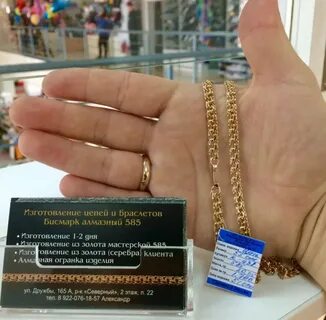 Изготовление цепей и браслетов
Бисмарк алмазный 585
• Изготовление 1-2 дня
• Изготовление из золота мастерской 585
• Изготовление из золота (серебра) клиента
• Алмазная огранка изделия
ул. Дружбы, 165 А, р-к «Северный», 2 этаж, п. 22
тел. 8 922-076-18-57 Александр